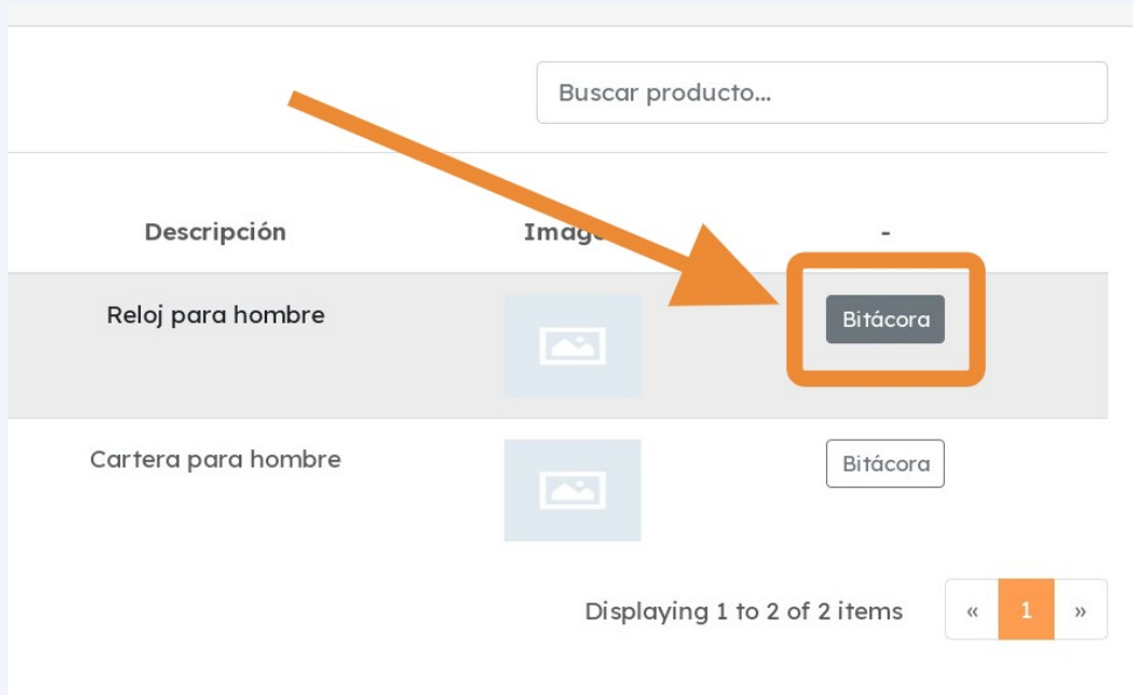 Buscar producto...
Descripción
-
Reloj para hombre
Bitácora
Cartera para hombre
Bitácora
Displaying 1 to 2 of 2 items
«
1
»